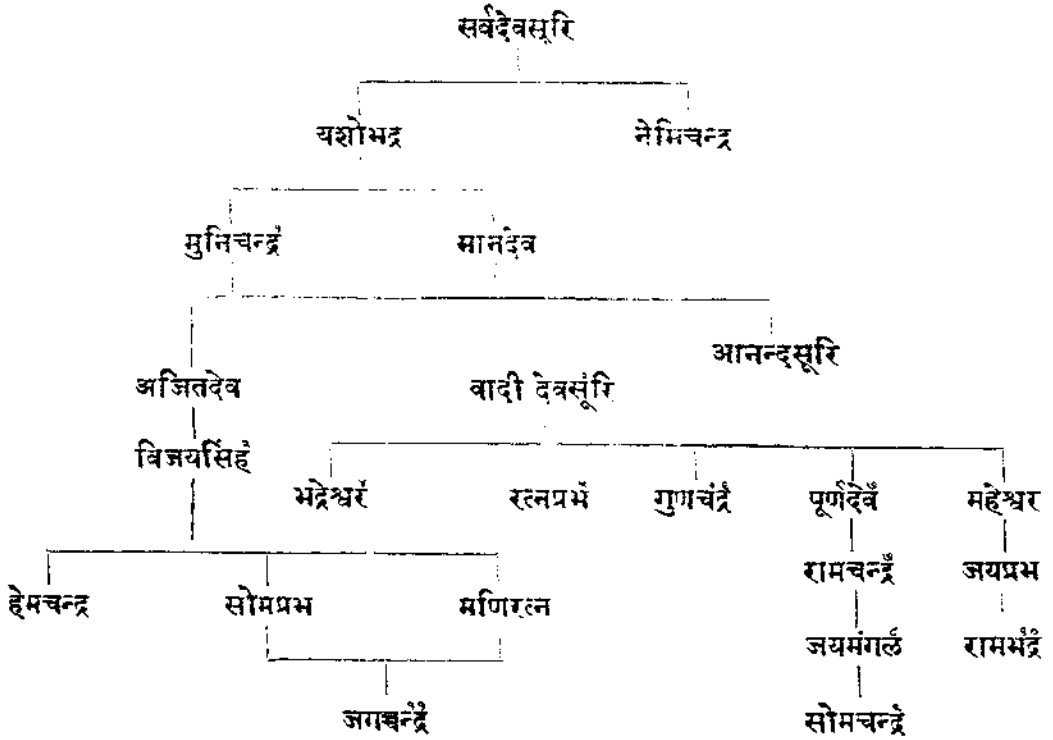 सर्वदेवसूरि
यशोभद्र नेमिचन्द्र
मुनिचन्द्र मानदेव
आनन्दसूरि
अजितदेव वादी देवसूरि
विजयसिंह
भद्रेश्वर रत्नप्रभ गुणचंद्र पूर्णदेव महेश्वर
रामचन्द्र जयप्रभ
हेमचन्द्र सोमप्रभ मणिरत्न
जयमंगल रामभद्र
जगच्चन्द्र सोमचन्द्र